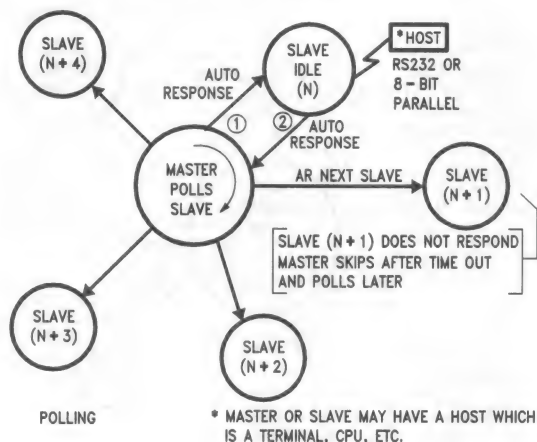 SLAVE
(N + 4)
SLAVE
IDLE
(N)
* HOST
RS232 OR
8 - BIT
PARALLEL
AUTO
RESPONSE
①
②
AUTO
RESPONSE
MASTER
POLLS
SLAVE
AR NEXT SLAVE
SLAVE
(N + 1)
SLAVE (N + 1) DOES NOT RESPOND
MASTER SKIPS AFTER TIME OUT
AND POLLS LATER
SLAVE
(N + 3)
SLAVE
(N + 2)
POLLING
* MASTER OR SLAVE MAY HAVE A HOST WHICH
IS A TERMINAL, CPU, ETC.